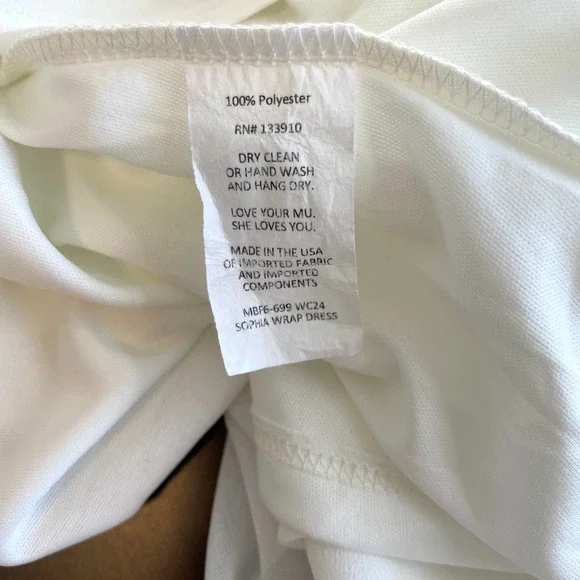 100% Polyester
RN# 133910
DRY CLEAN
OR HAND WASH
AND HANG DRY.
LOVE YOUR MU.
SHE LOVES YOU.
MADE IN THE USA
OF IMPORTED FABRIC
AND IMPORTED
COMPONENTS
MBF6-699 WC24
SOPHIA WRAP DRESS